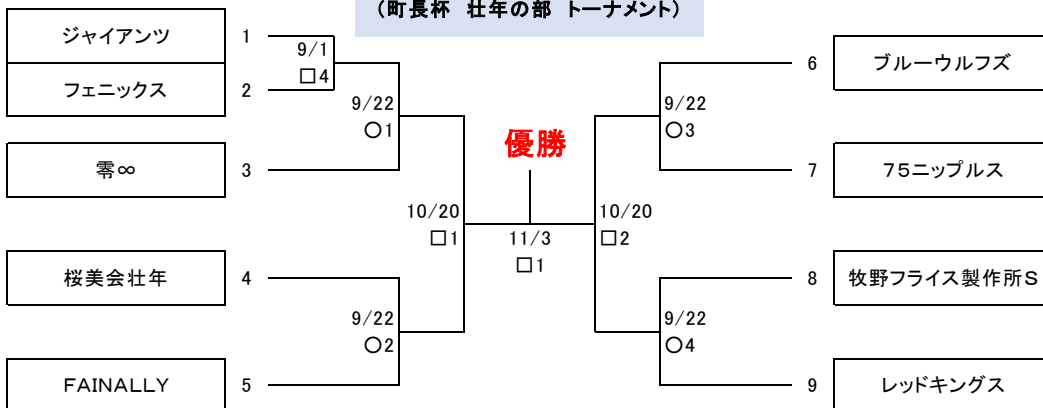 (町長杯 壮年の部 トーナメント)
ジャイアンツ 1
9/1
□4
フェニックス 2
9/22
○1
零∞ 3
10/20
□1
桜美会壮年 4
9/22
○2
FAINALLY 5
優勝
11/3
□1
6 ブルーウルフズ
9/22
○3
7 75ニップルス
10/20
□2
8 牧野フライス製作所S
9/22
○4
9 レッドキングス